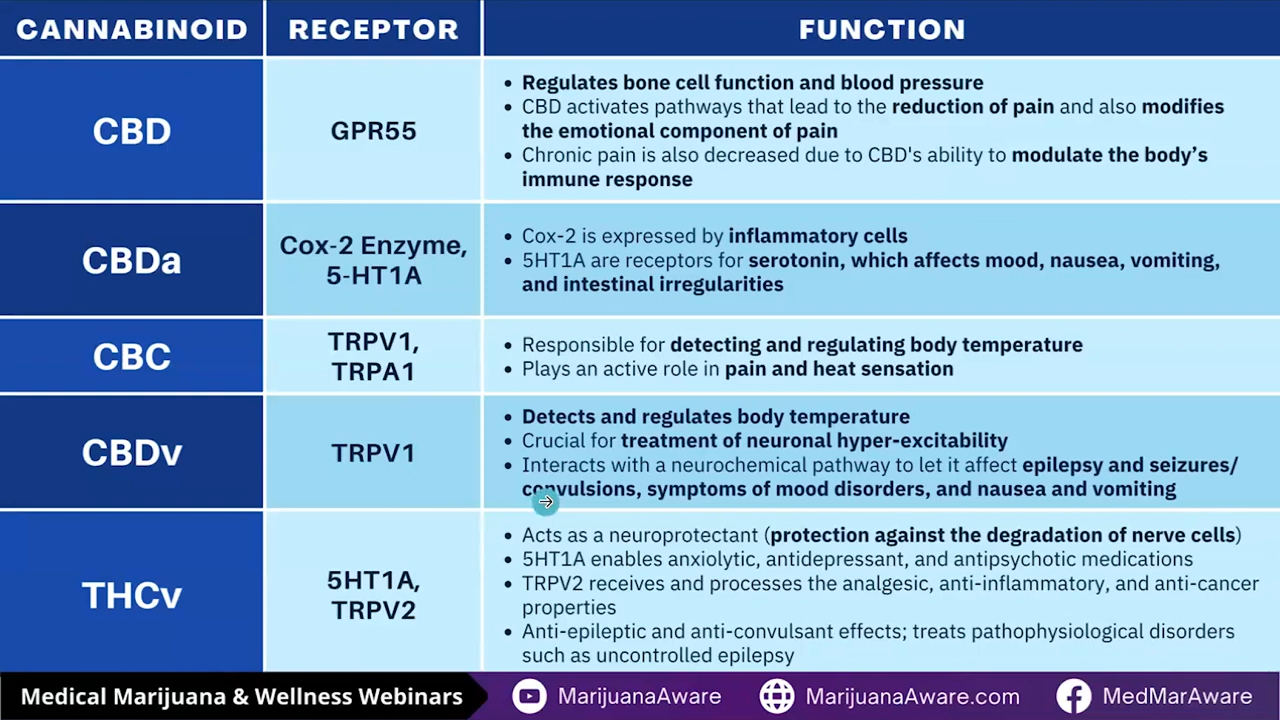 CANNABINOID
RECEPTOR
FUNCTION
CBD
GPR55
• Regulates bone cell function and blood pressure
• CBD activates pathways that lead to the reduction of pain and also modifies
the emotional component of pain
• Chronic pain is also decreased due to CBD's ability to modulate the body’s
immune response
CBDa
Cox-2 Enzyme,
5-HT1A
• Cox-2 is expressed by inflammatory cells
• 5HT1A are receptors for serotonin, which affects mood, nausea, vomiting,
and intestinal irregularities
CBC
TRPV1,
TRPA1
• Responsible for detecting and regulating body temperature
• Plays an active role in pain and heat sensation
CBDv
TRPV1
• Detects and regulates body temperature
• Crucial for treatment of neuronal hyper-excitability
• Interacts with a neurochemical pathway to let it affect epilepsy and seizures/
convulsions, symptoms of mood disorders, and nausea and vomiting
THCv
5HT1A,
TRPV2
• Acts as a neuroprotectant (protection against the degradation of nerve cells)
• 5HT1A enables anxiolytic, antidepressant, and antipsychotic medications
• TRPV2 receives and processes the analgesic, anti-inflammatory, and anti-cancer
properties
• Anti-epileptic and anti-convulsant effects; treats pathophysiological disorders
such as uncontrolled epilepsy
Medical Marijuana & Wellness Webinars
MarijuanaAware
MarijuanaAware.com
MedMarAware